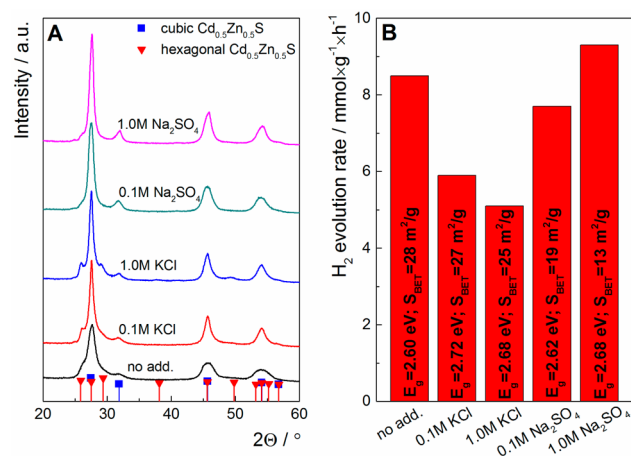 A
cubic Cd0.5Zn0.5S
hexagonal Cd0.5Zn0.5S
Intensity / a.u.
1.0M Na2SO4
0.1M Na2SO4
1.0M KCl
0.1M KCl
no add.
20 30 40 50 60
2Θ / °
B
H2 evolution rate / mmol×g-1×h-1
10
8
6
4
2
0
Eg=2.60 eV; SBET=28 m2/g
Eg=2.72 eV; SBET=27 m2/g
Eg=2.68 eV; SBET=25 m2/g
Eg=2.62 eV; SBET=19 m2/g
Eg=2.68 eV; SBET=13 m2/g
no add.
0.1M KCl
1.0M KCl
0.1M Na2SO4
1.0M Na2SO4